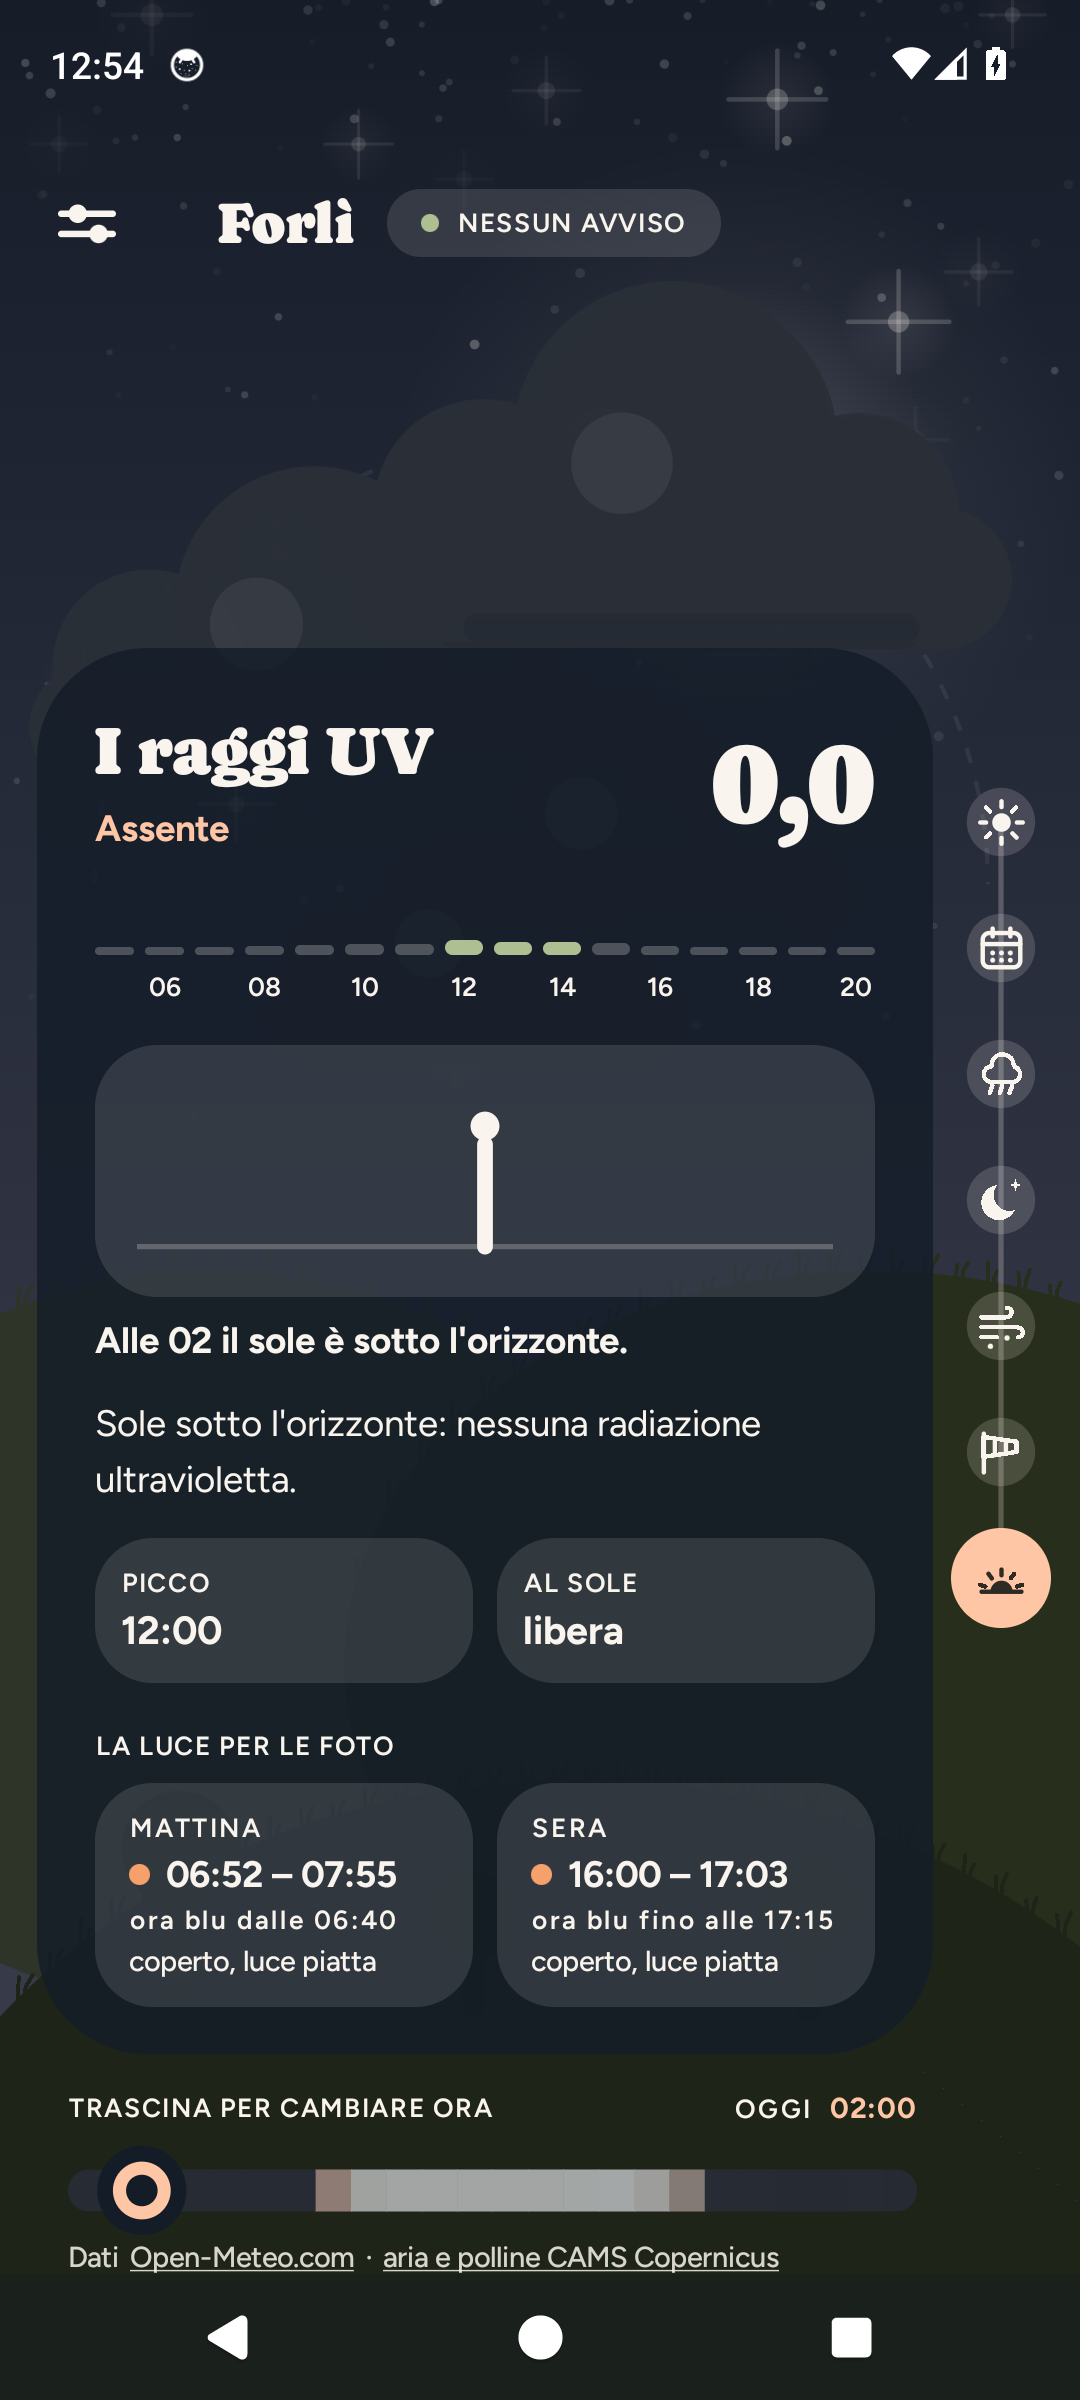 12:54
Forlì
NESSUN AVVISO
I raggi UV
0,0
Assente
06 08 10 12 14 16 18 20
Alle 02 il sole è sotto l'orizzonte.
Sole sotto l'orizzonte: nessuna radiazione
ultravioletta.
PICCO
12:00
AL SOLE
libera
LA LUCE PER LE FOTO
MATTINA
06:52 – 07:55
ora blu dalle 06:40
coperto, luce piatta
SERA
16:00 – 17:03
ora blu fino alle 17:15
coperto, luce piatta
TRASCINA PER CAMBIARE ORA
OGGI 02:00
Dati Open-Meteo.com · aria e polline CAMS Copernicus